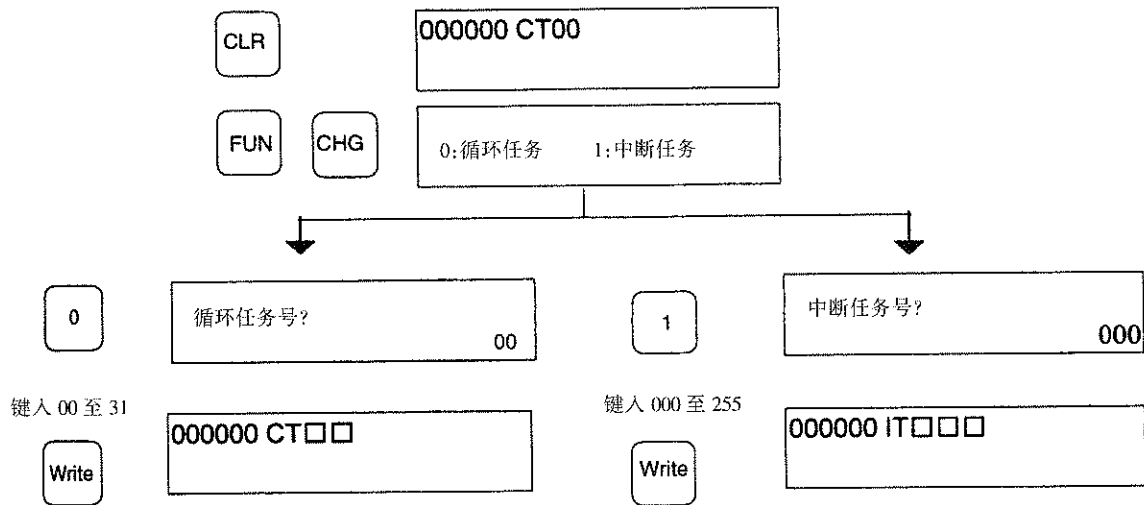 CLR
000000 CT00
FUN
CHG
0:循环任务 1:中断任务
0
循环任务号?
00
1
中断任务号?
000
键入 00 至 31
键入 000 至 255
Write
000000 CT□□
Write
000000 IT□□□